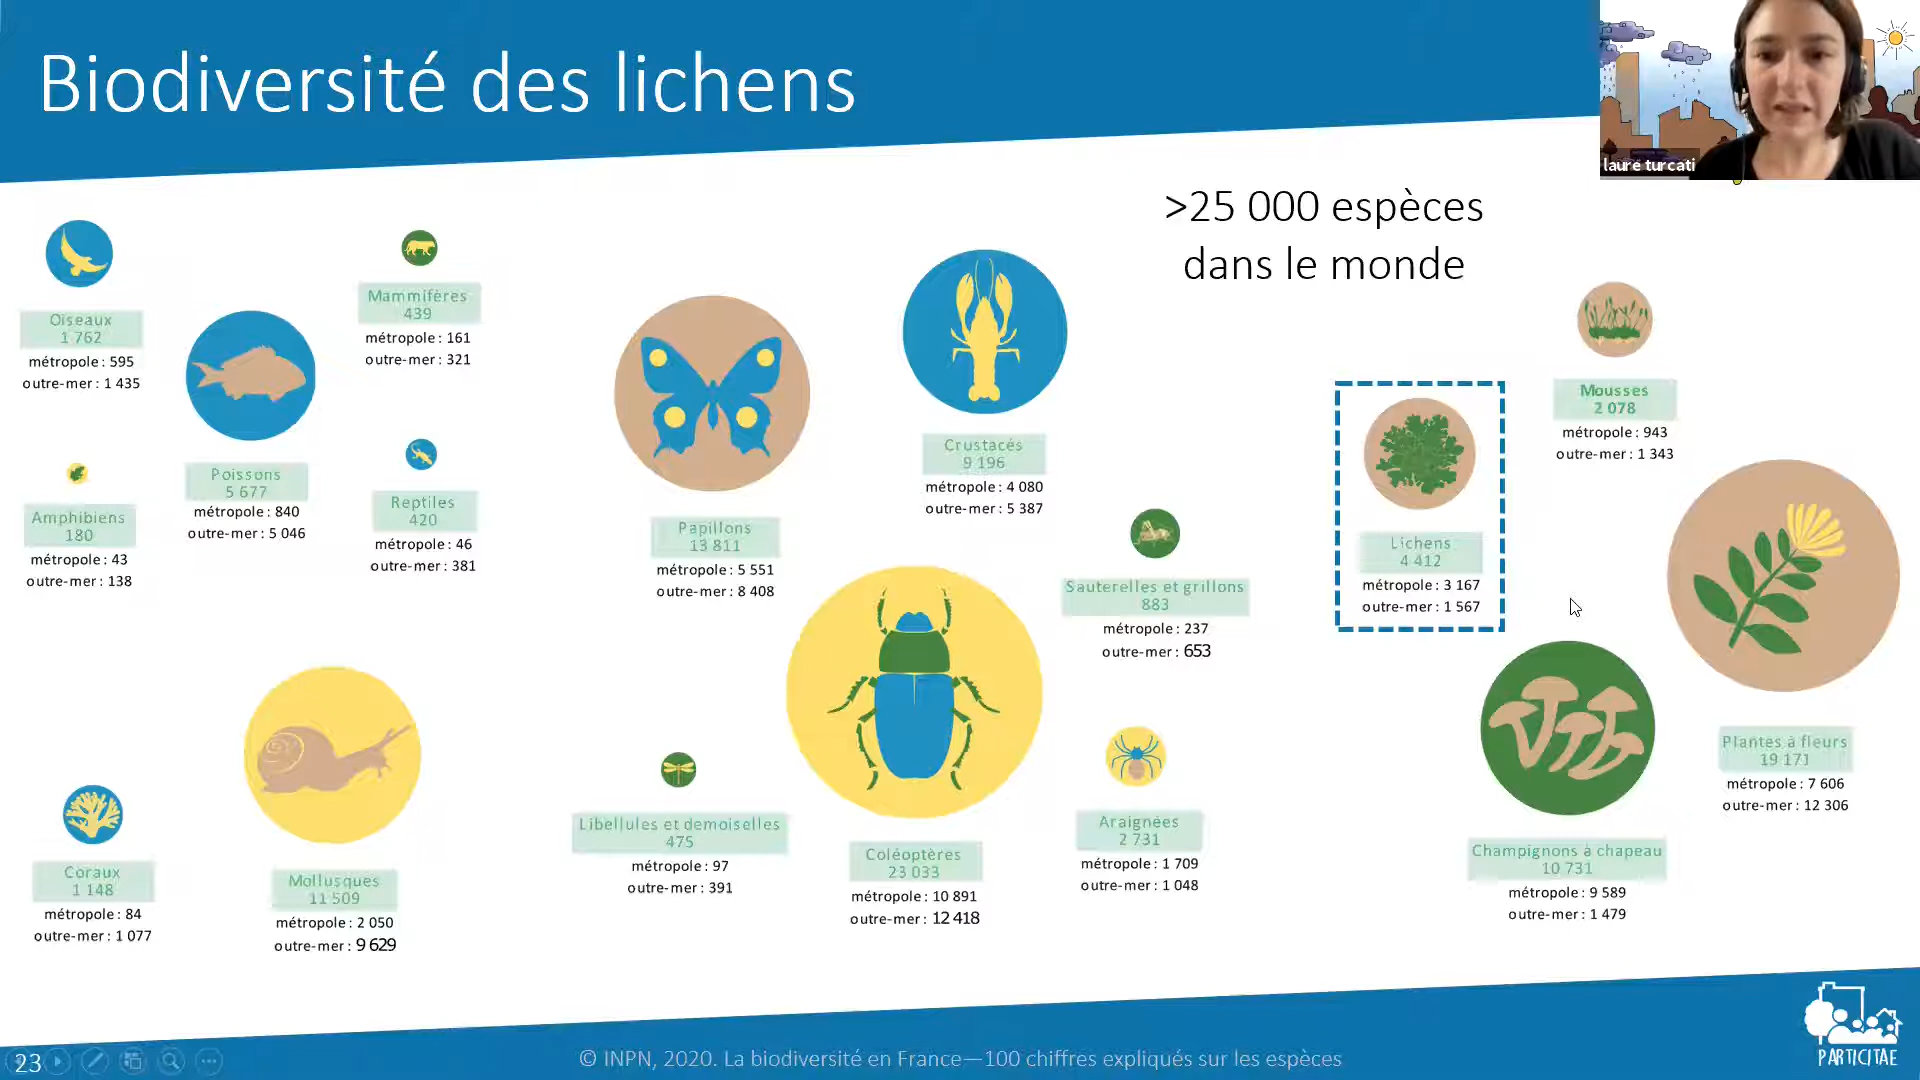 Biodiversité des lichens
laure turcati
>25 000 espèces
dans le monde
Oiseaux
1 762
métropole : 595
outre-mer : 1 435
Mammifères
439
métropole : 161
outre-mer : 321
Poissons
5 677
métropole : 840
outre-mer : 5 046
Amphibiens
180
métropole : 43
outre-mer : 138
Reptiles
420
métropole : 46
outre-mer : 381
Coraux
1 148
métropole : 84
outre-mer : 1 077
Mollusques
11 509
métropole : 2 050
outre-mer : 9 629
Papillons
13 811
métropole : 5 551
outre-mer : 8 408
Crustacés
9 196
métropole : 4 080
outre-mer : 5 387
Sauterelles et grillons
883
métropole : 237
outre-mer : 653
Libellules et demoiselles
475
métropole : 97
outre-mer : 391
Coléoptères
23 033
métropole : 10 891
outre-mer : 12 418
Araignées
2 731
métropole : 1 709
outre-mer : 1 048
Lichens
4 412
métropole : 3 167
outre-mer : 1 567
Mousses
2 078
métropole : 943
outre-mer : 1 343
Plantes à fleurs
19 171
métropole : 7 606
outre-mer : 12 306
Champignons à chapeau
10 731
métropole : 9 589
outre-mer : 1 479
23
© INPN, 2020. La biodiversité en France—100 chiffres expliqués sur les espèces
PARTICITAE